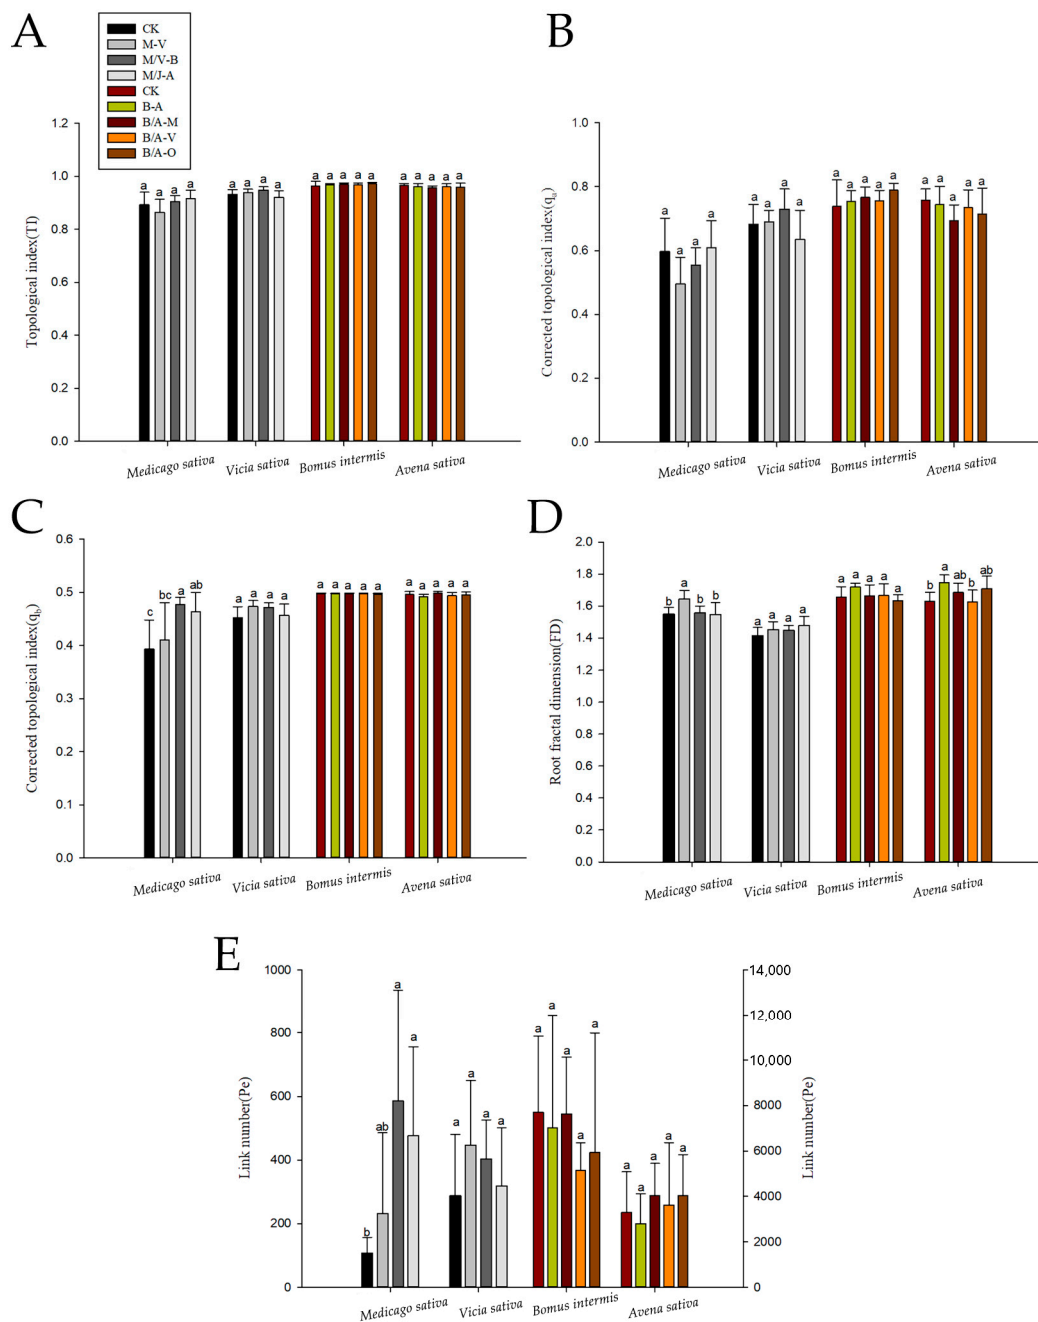 A
CK
M-V
M/V-B
M/J-A
CK
B-A
B/A-M
B/A-V
B/A-O
Topological index(TI)
1.2
1.0
0.8
0.6
0.4
0.2
0.0
a a a a a a a a a a a a a a a a a a
Medicago sativa Vicia sativa Bomus intermis Avena sativa
B
Corrected topological index(qa)
1.0
0.8
0.6
0.4
0.2
0.0
a a a a a a a a a a a a a a a a a a
Medicago sativa Vicia sativa Bomus intermis Avena sativa
C
Corrected topological index(qb)
0.6
0.5
0.4
0.3
0.2
0.1
0.0
c bc a ab a a a a a a a a a a a a a a
Medicago sativa Vicia sativa Bomus intermis Avena sativa
D
Root fractal dimension(FD)
2.0
1.8
1.6
1.4
1.2
1.0
0.8
0.6
0.4
0.2
0.0
b a b b a a a a a a a a a b a ab b ab
Medicago sativa Vicia sativa Bomus intermis Avena sativa
E
Link number(Pe)
1000
800
600
400
200
0
b ab a a a a a a a a a a a a a a a a
Medicago sativa Vicia sativa Bomus intermis Avena sativa
14,000
12,000
10,000
8000
6000
4000
2000
0
Link number(Pe)